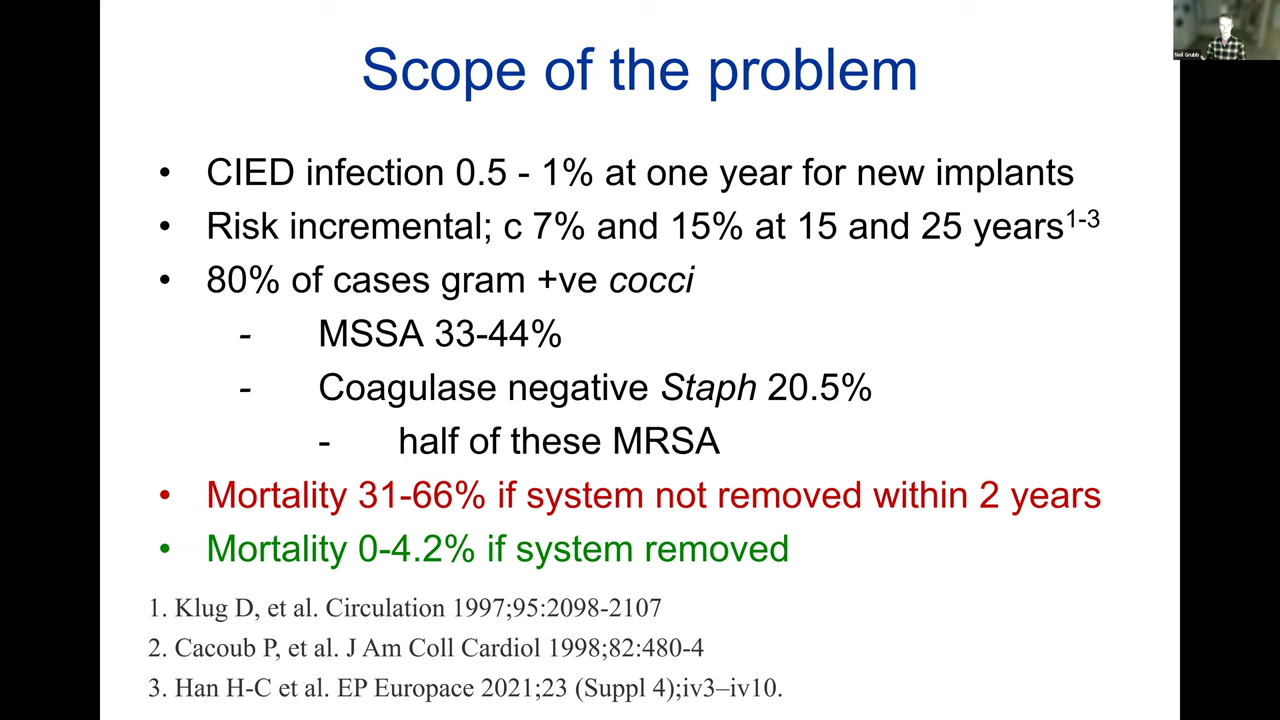 Scope of the problem
Neil Grubb
• CIED infection 0.5 - 1% at one year for new implants
• Risk incremental; c 7% and 15% at 15 and 25 years1-3
• 80% of cases gram +ve cocci
- MSSA 33-44%
- Coagulase negative Staph 20.5%
- half of these MRSA
• Mortality 31-66% if system not removed within 2 years
• Mortality 0-4.2% if system removed
1. Klug D, et al. Circulation 1997;95:2098-2107
2. Cacoub P, et al. J Am Coll Cardiol 1998;82:480-4
3. Han H-C et al. EP Europace 2021;23 (Suppl 4);iv3–iv10.